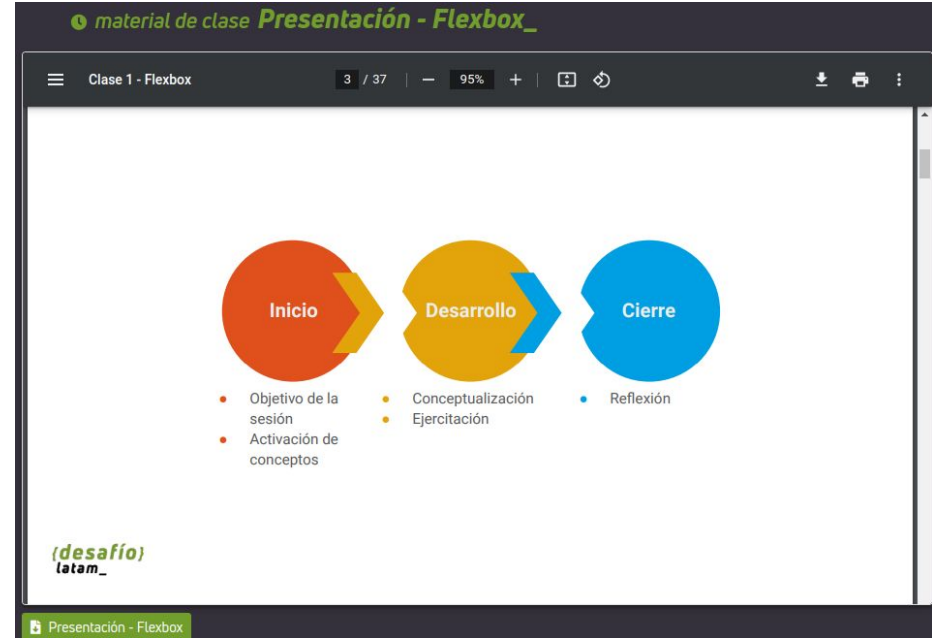 material de clase Presentación - Flexbox_
Clase 1 - Flexbox 3 / 37 | — 95% + |
Inicio Desarrollo Cierre
• Objetivo de la
sesión
• Activación de
conceptos
• Conceptualización
• Ejercitación
• Reflexión
{desafío}
latam_
Presentación - Flexbox